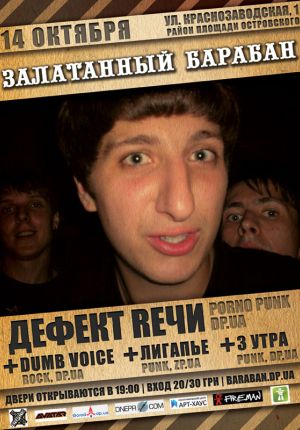 14 ОКТЯБРЯ
УЛ. КРАСНОЗАВОДСКАЯ, 1
РАЙОН ПЛОЩАДИ ОСТРОВСКОГО
ЗАЛАТАННЫЙ БАРАБАН
ДЕФЕКТ RЕЧИ
PORNO PUNK
DP.UA
+DUMB VOICE
ROCK, DP.UA
+ЛИГАПЬЕ
PUNK, ZP.UA
+3 УТРА
PUNK, DP.UA
ДВЕРИ ОТКРЫВАЮТСЯ В 19:00 | ВХОД 20/30 ГРН | BARABAN.DP.UA
АРТ-ХАУС
FIREMAN